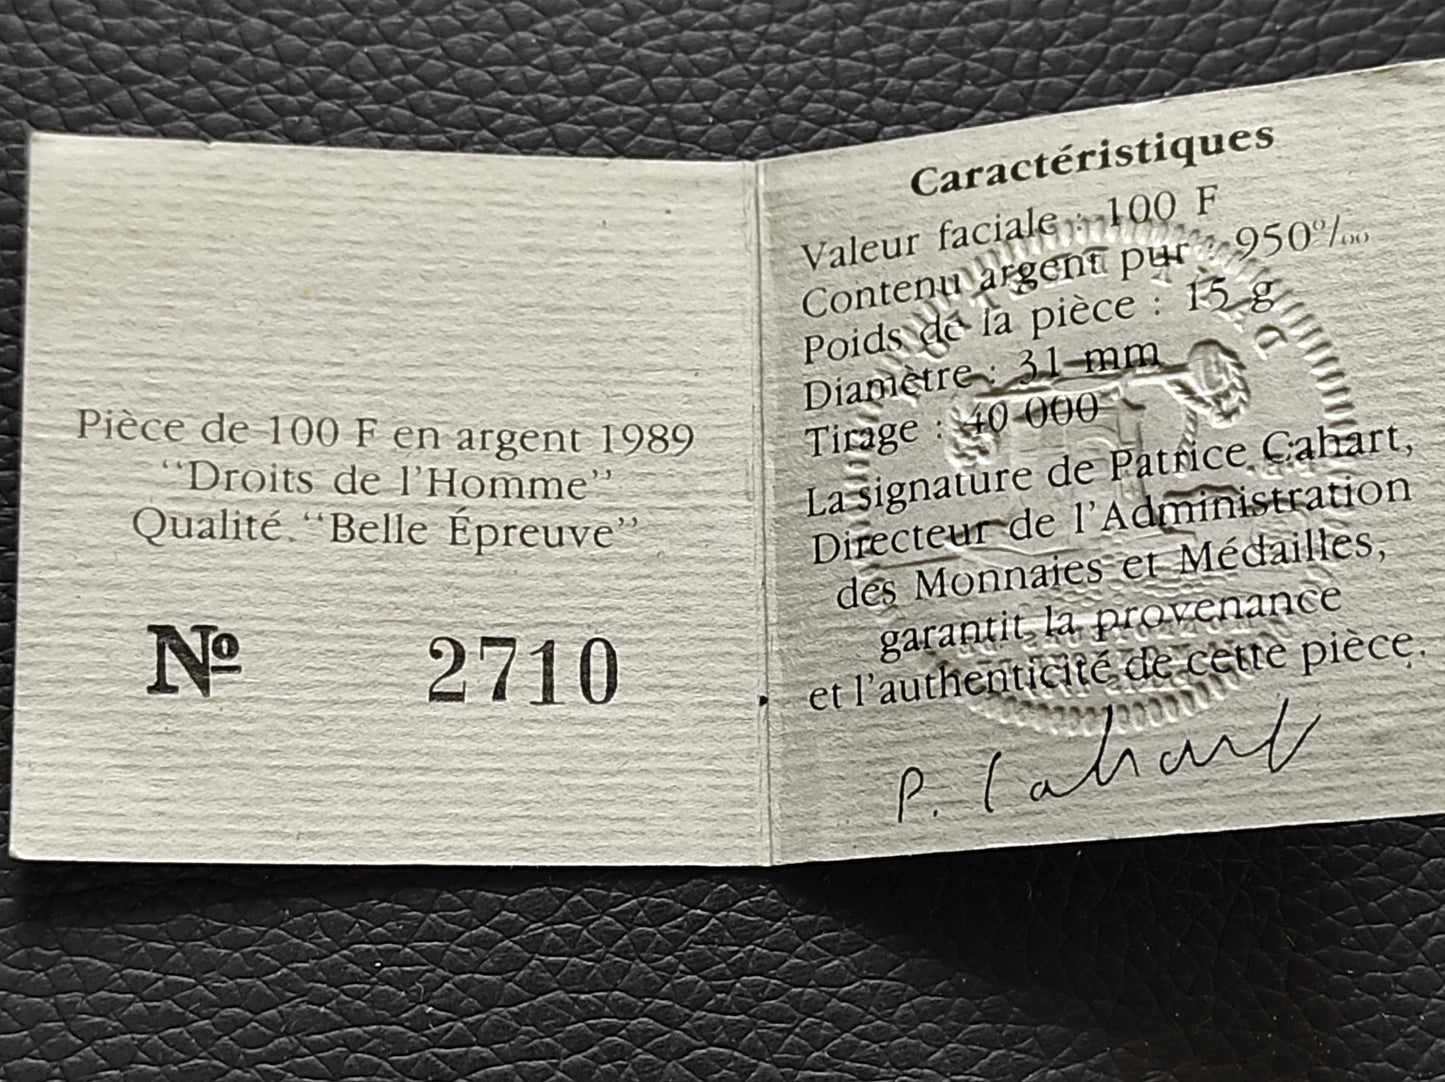 Pièce de 100 F en argent 1989
“Droits de l’Homme”
Qualité “Belle Épreuve”
Nº 2710
Caractéristiques
Valeur faciale : 100 F
Contenu argent pur : 950‰
Poids de la pièce : 15 g
Diamètre : 31 mm
Tirage : 40 000
La signature de Patrice Cahart,
Directeur de l’Administration
des Monnaies et Médailles,
garantit la provenance
et l’authenticité de cette pièce.
P. Cahart